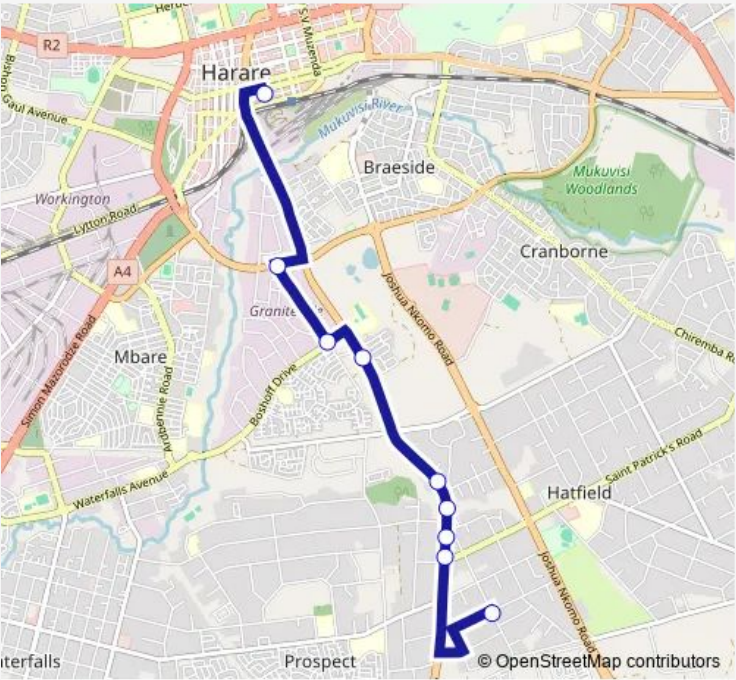 Herbe
S.V. Muzenda
R2
Harare
Bishop
Gaul Avenue
Mukuvisi River
Braeside
Mukuvisi
Woodlands
Workington
Lytton Road
Cranborne
A4
Joshua Nkomo Road
Granite
Simon Mazorodze Road
Chiremba R
Mbare
Ardbennie Road
Boshoff Drive
Saint Patrick's Road
Waterfalls Avenue
Hatfield
Joshua Nkomo Road
terfalls
Prospect
© OpenStreetMap contributors